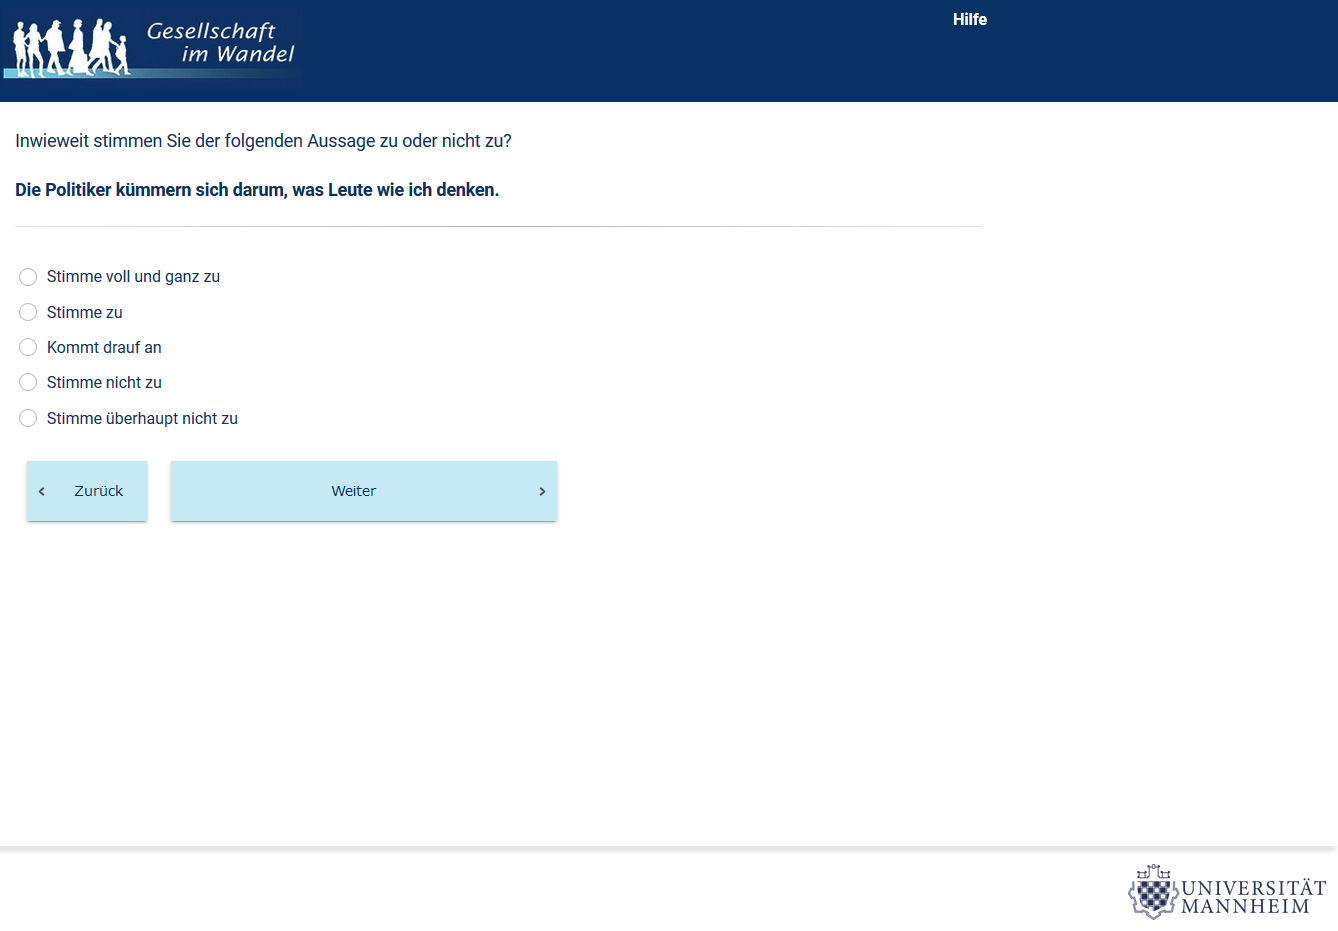 Gesellschaft
im Wandel
Hilfe
Inwieweit stimmen Sie der folgenden Aussage zu oder nicht zu?
Die Politiker kümmern sich darum, was Leute wie ich denken.
Stimme voll und ganz zu
Stimme zu
Kommt drauf an
Stimme nicht zu
Stimme überhaupt nicht zu
Zurück
Weiter
UNIVERSITÄT
MANNHEIM